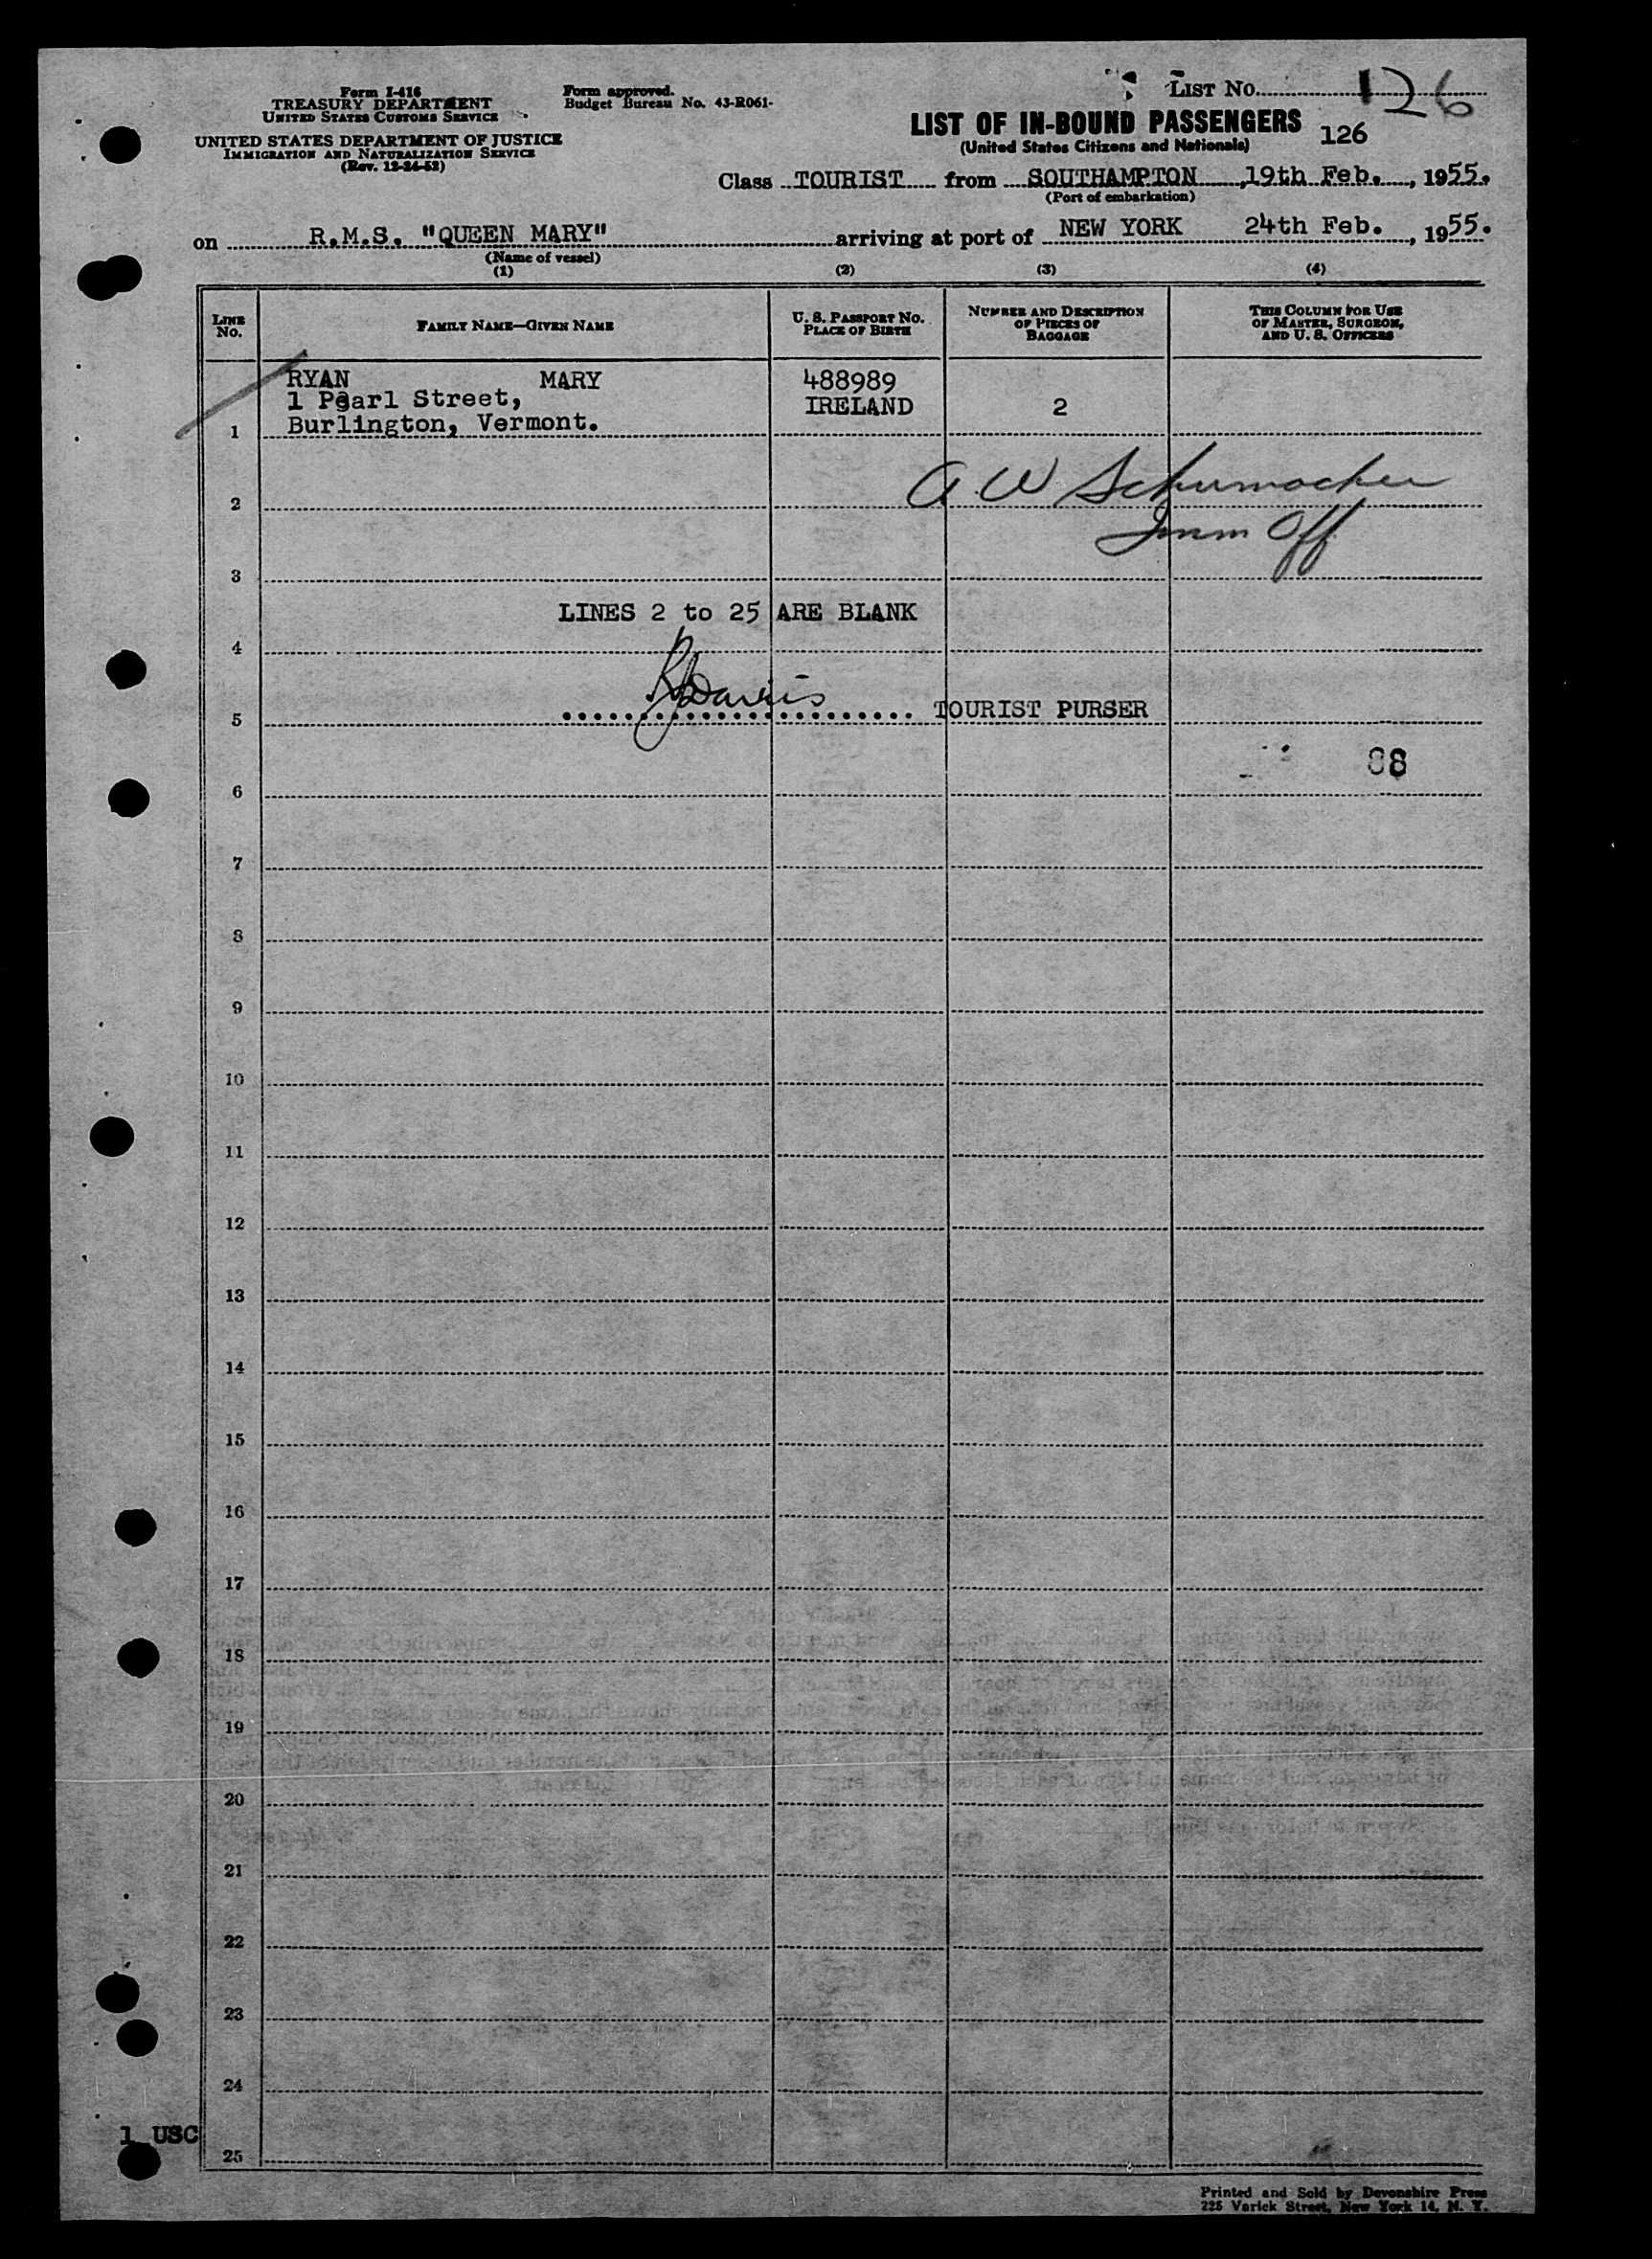 Form I-416
TREASURY DEPARTMENT
UNITED STATES CUSTOMS SERVICE
UNITED STATES DEPARTMENT OF JUSTICE
IMMIGRATION AND NATURALIZATION SERVICE
(Rev. 12-24-52)
Form approved.
Budget Bureau No. 43-R061-
LIST No. 126
LIST OF IN-BOUND PASSENGERS 126
(United States Citizens and Nationals)
Class TOURIST from SOUTHAMPTON, 19th Feb., 1955.
(Port of embarkation)
on R.M.S. "QUEEN MARY" arriving at port of NEW YORK 24th Feb., 1955.
(Name of vessel)
(1) (2) (3) (4)
LINE No. FAMILY NAME—GIVEN NAME U. S. PASSPORT No. PLACE OF BIRTH NUMBER AND DESCRIPTION OF PIECES OF BAGGAGE THIS COLUMN FOR USE OF MASTER, SURGEON, AND U. S. OFFICERS
RYAN MARY 488989
1 Pearl Street, IRELAND 2
1 Burlington, Vermont.
A W Schumacher
2
Imm Off
3
LINES 2 to 25 ARE BLANK
4
Davis
5 TOURIST PURSER
88
6
7
8
9
10
11
12
13
14
15
16
17
18
19
20
21
22
23
24
1 USC
25
Printed and Sold by Devonshire Press
225 Varick Street, New York 14, N. Y.